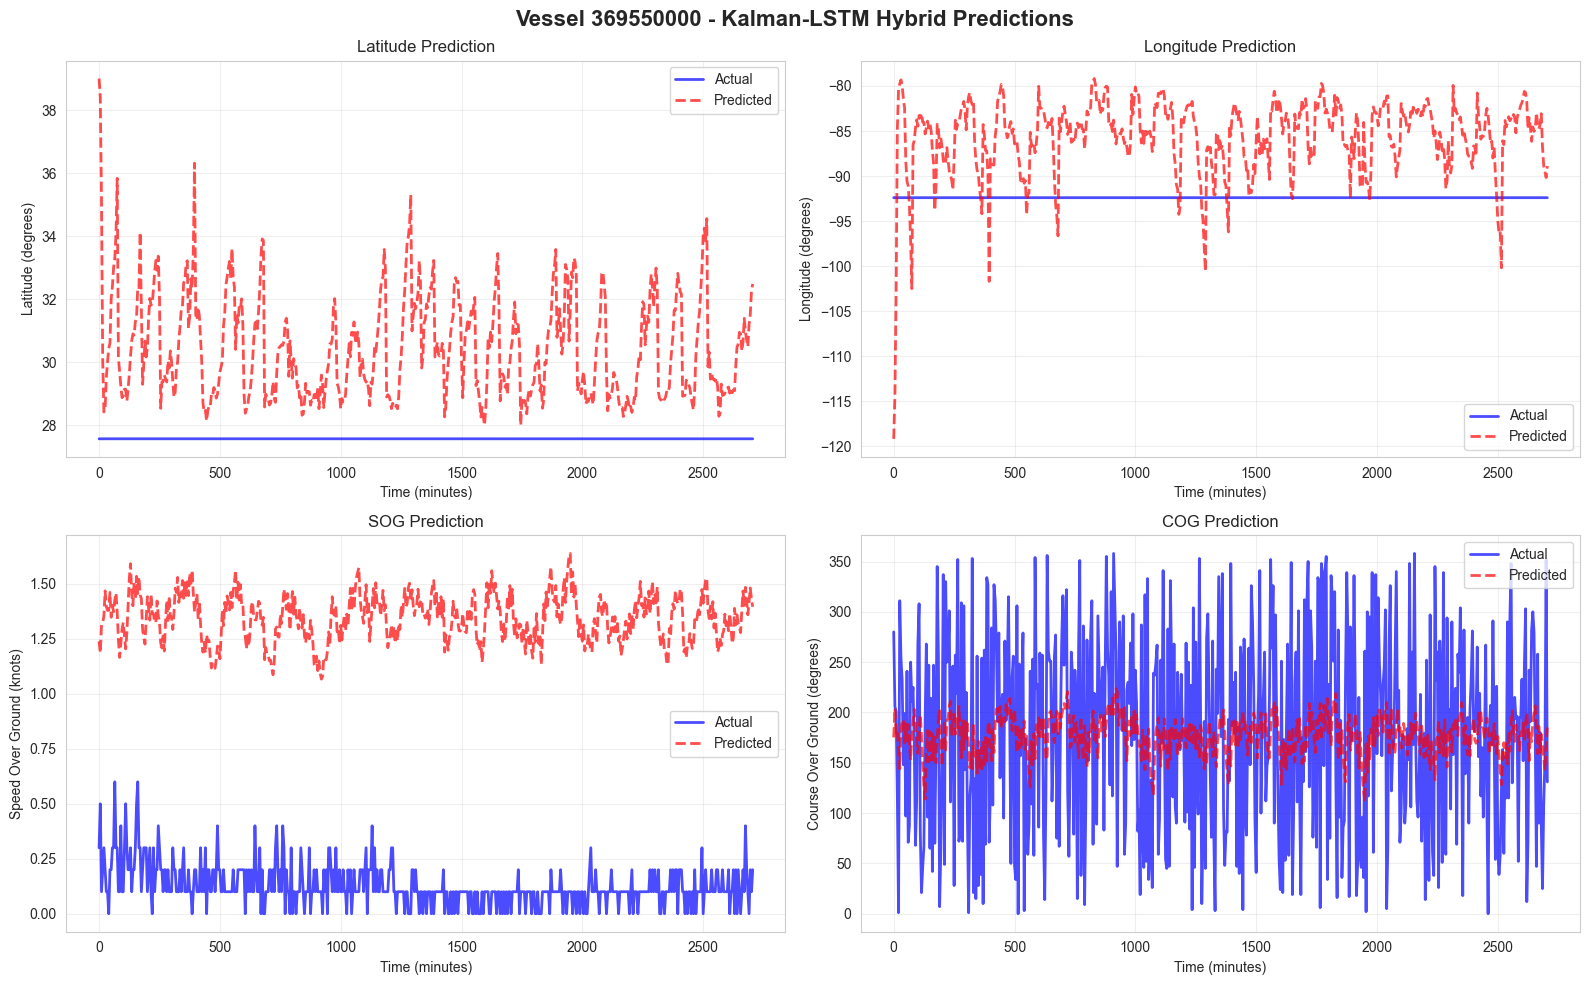 Vessel 369550000 - Kalman-LSTM Hybrid Predictions
Latitude Prediction
Latitude (degrees)
38
36
34
32
30
28
0
500
1000
1500
2000
2500
Time (minutes)
Actual
Predicted
Longitude Prediction
Longitude (degrees)
−80
−85
−90
−95
−100
−105
−110
−115
−120
0
500
1000
1500
2000
2500
Time (minutes)
Actual
Predicted
SOG Prediction
Speed Over Ground (knots)
1.50
1.25
1.00
0.75
0.50
0.25
0.00
0
500
1000
1500
2000
2500
Time (minutes)
Actual
Predicted
COG Prediction
Course Over Ground (degrees)
350
300
250
200
150
100
50
0
0
500
1000
1500
2000
2500
Time (minutes)
Actual
Predicted